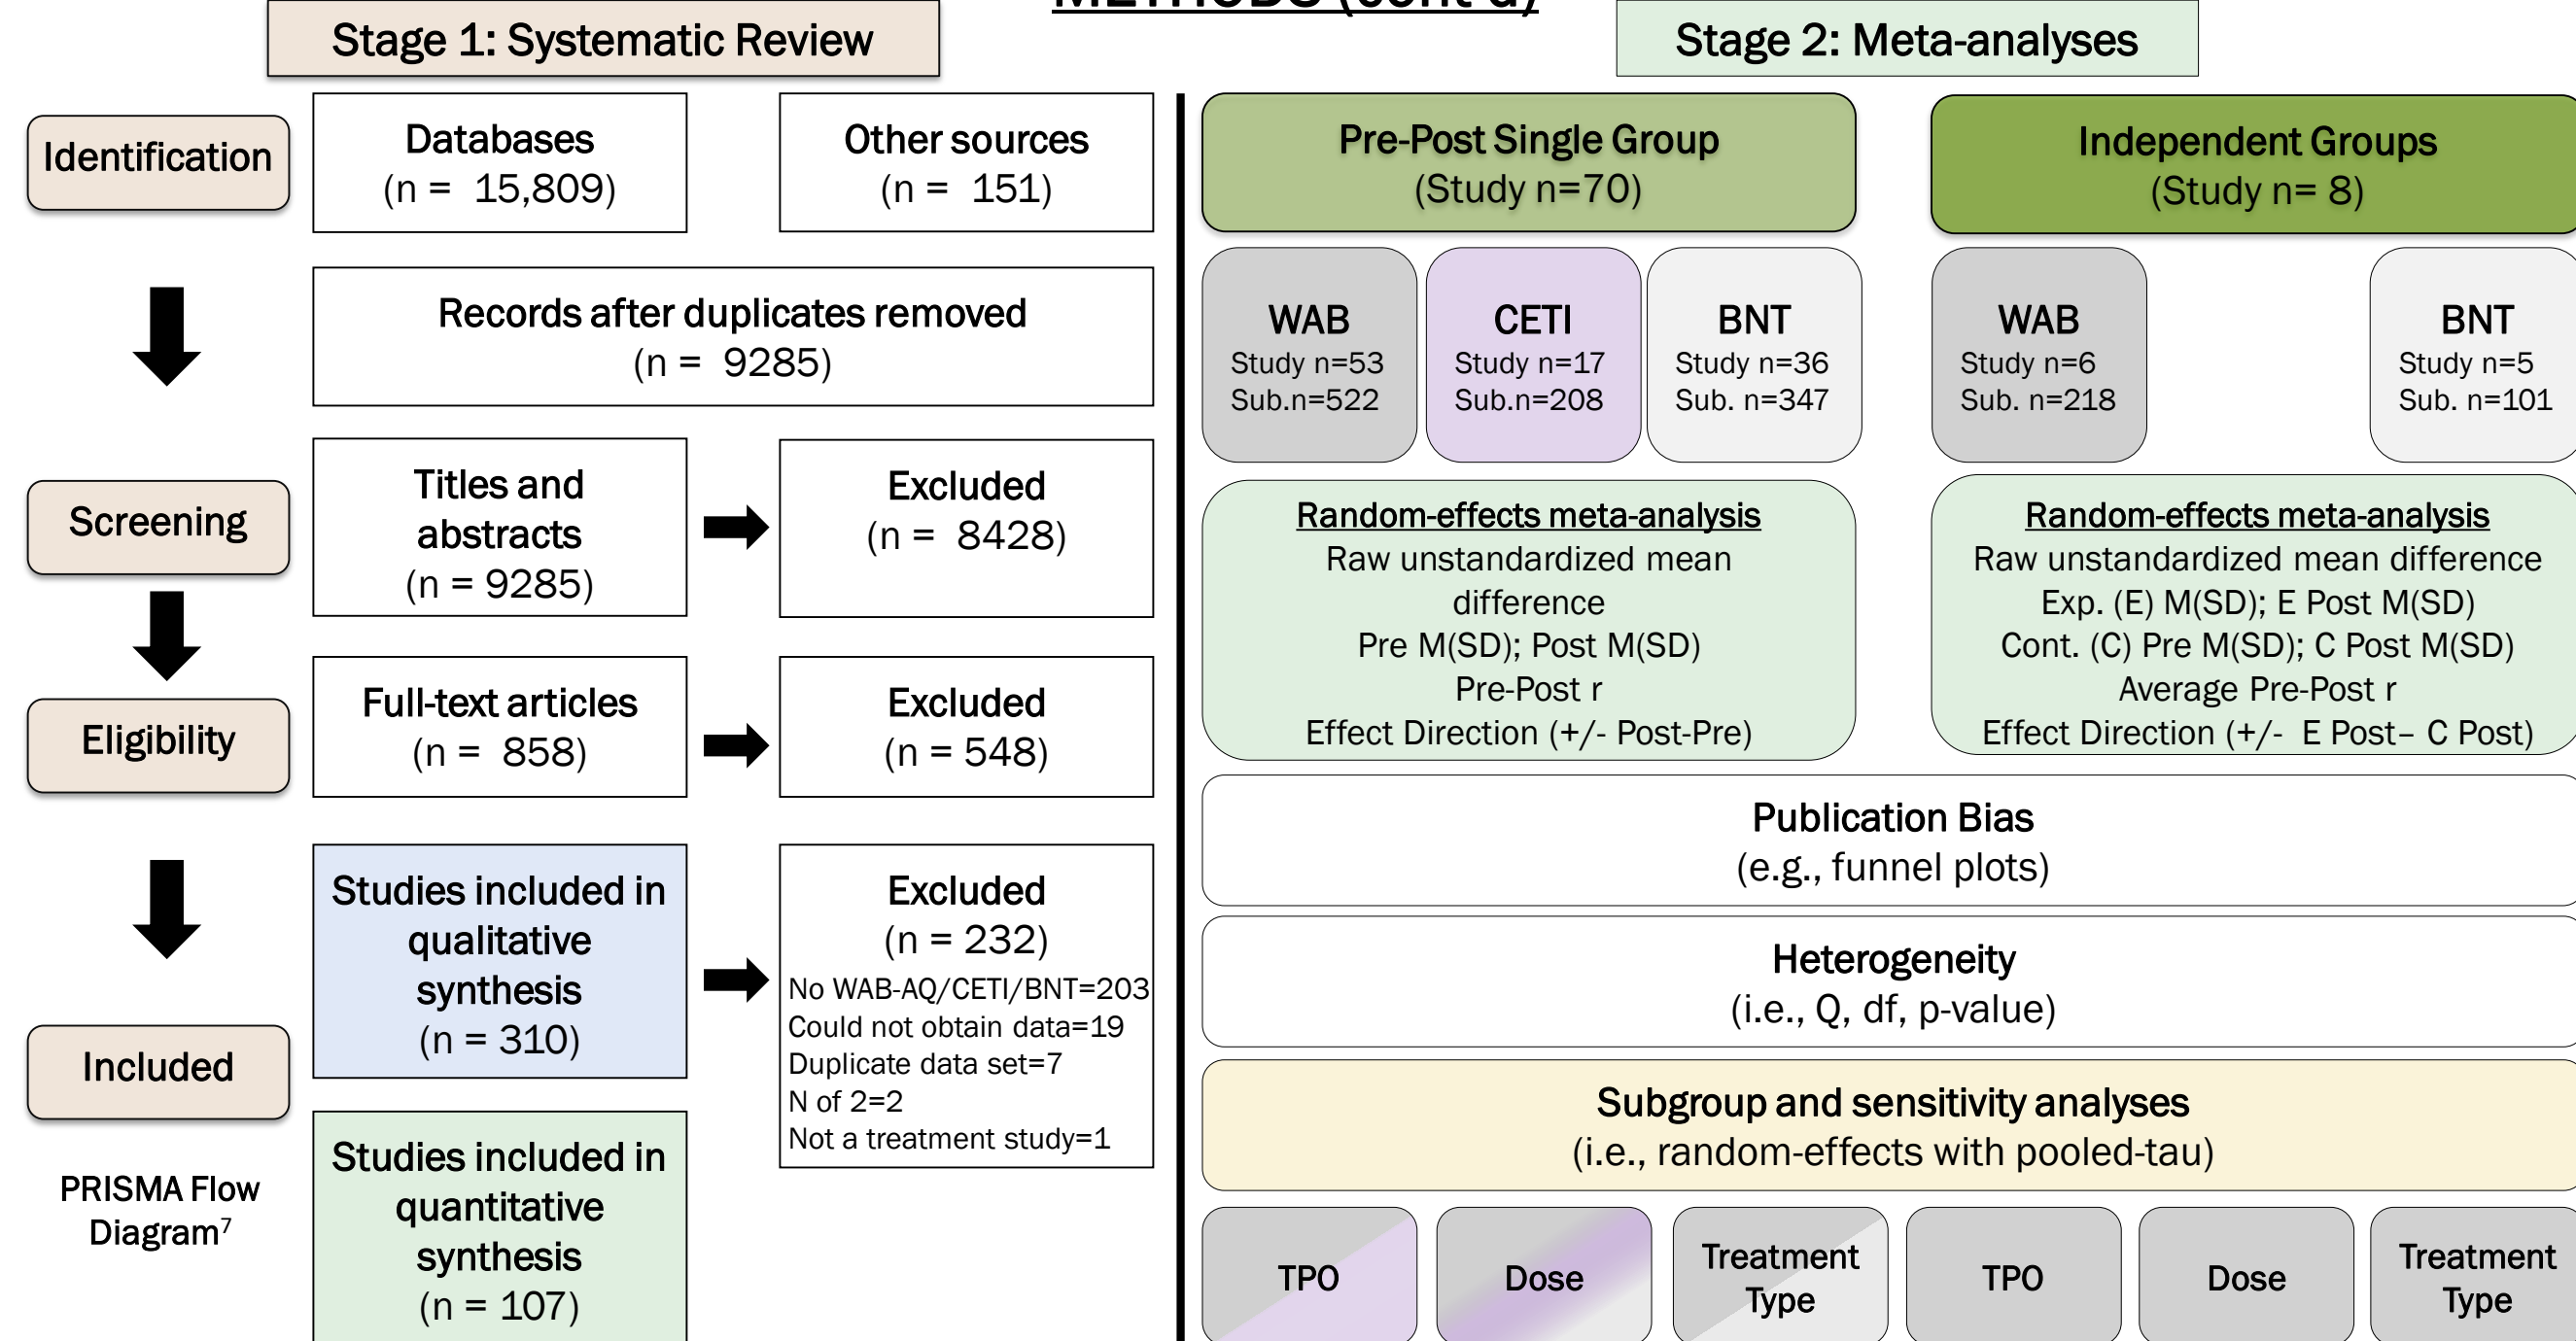 METHODS (cont'd)
Stage 1: Systematic Review
Identification
Databases
(n =  15,809)
Other sources
(n =  151)
Records after duplicates removed
(n =  9285)
Screening
Titles and
abstracts
(n = 9285)
Excluded
(n =  8428)
Eligibility
Full-text articles
(n =  858)
Excluded
(n = 548)
Included
Studies included in
qualitative
synthesis
(n = 310)
Excluded
(n = 232)
No WAB-AQ/CETI/BNT=203
Could not obtain data=19
Duplicate data set=7
N of 2=2
Not a treatment study=1
Studies included in
quantitative
synthesis
(n = 107)
PRISMA Flow
Diagram⁷
Stage 2: Meta-analyses
Pre-Post Single Group
(Study n=70)
Independent Groups
(Study n= 8)
WAB
Study n=53
Sub.n=522
CETI
Study n=17
Sub.n=208
BNT
Study n=36
Sub. n=347
WAB
Study n=6
Sub. n=218
BNT
Study n=5
Sub. n=101
Random-effects meta-analysis
Raw unstandardized mean
difference
Pre M(SD); Post M(SD)
Pre-Post r
Effect Direction (+/- Post-Pre)
Random-effects meta-analysis
Raw unstandardized mean difference
Exp. (E) M(SD); E Post M(SD)
Cont. (C) Pre M(SD); C Post M(SD)
Average Pre-Post r
Effect Direction (+/-  E Post– C Post)
Publication Bias
(e.g., funnel plots)
Heterogeneity
(i.e., Q, df, p-value)
Subgroup and sensitivity analyses
(i.e., random-effects with pooled-tau)
TPO
Dose
Treatment
Type
TPO
Dose
Treatment
Type